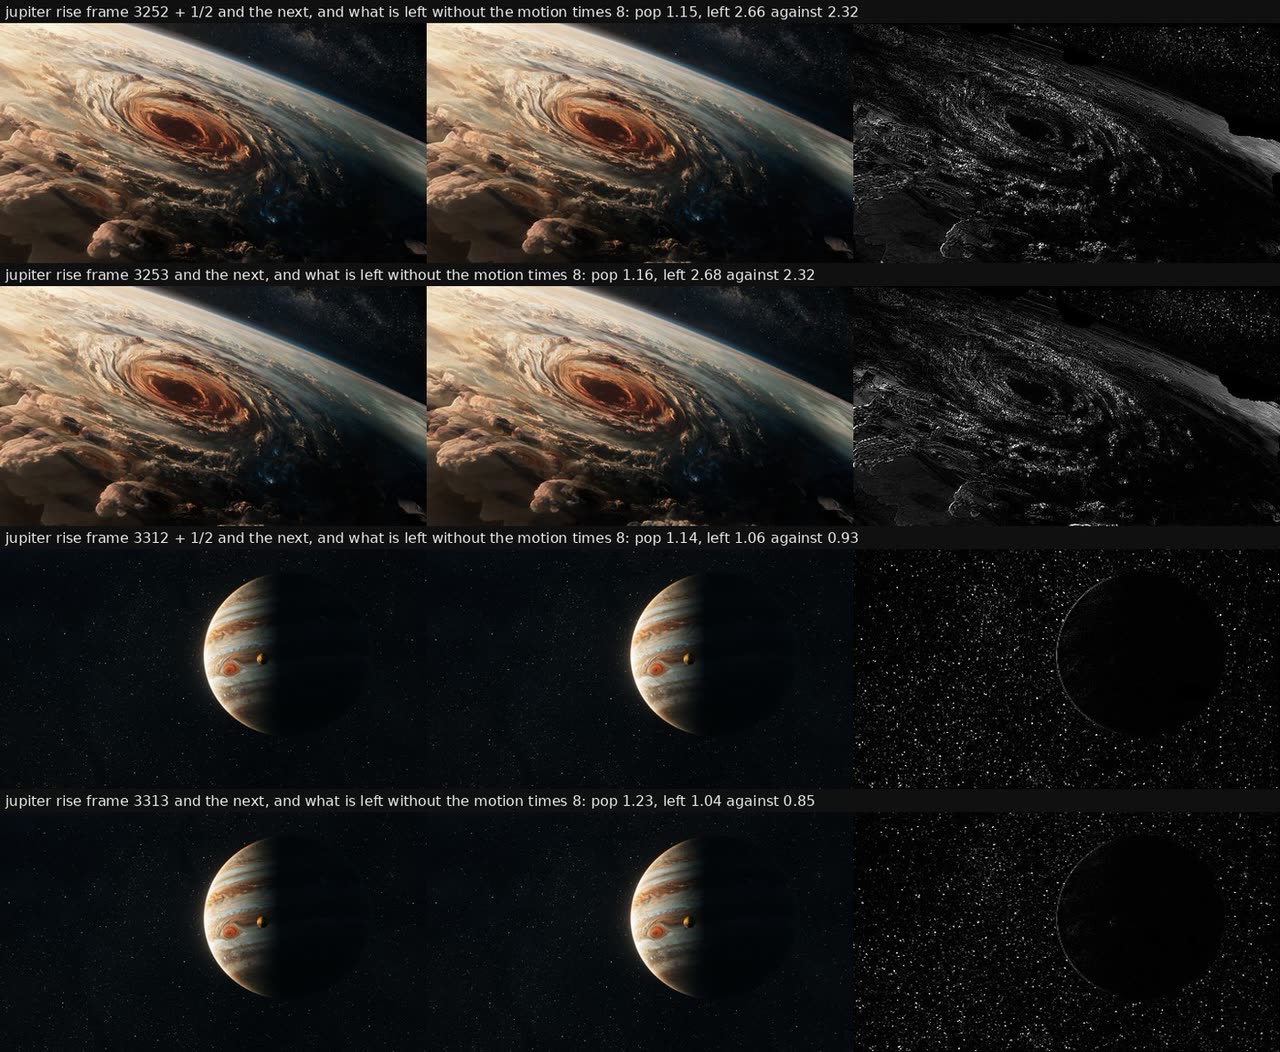 jupiter rise frame 3252 + 1/2 and the next, and what is left without the motion times 8: pop 1.15, left 2.66 against 2.32
jupiter rise frame 3253 and the next, and what is left without the motion times 8: pop 1.16, left 2.68 against 2.32
jupiter rise frame 3312 + 1/2 and the next, and what is left without the motion times 8: pop 1.14, left 1.06 against 0.93
jupiter rise frame 3313 and the next, and what is left without the motion times 8: pop 1.23, left 1.04 against 0.85